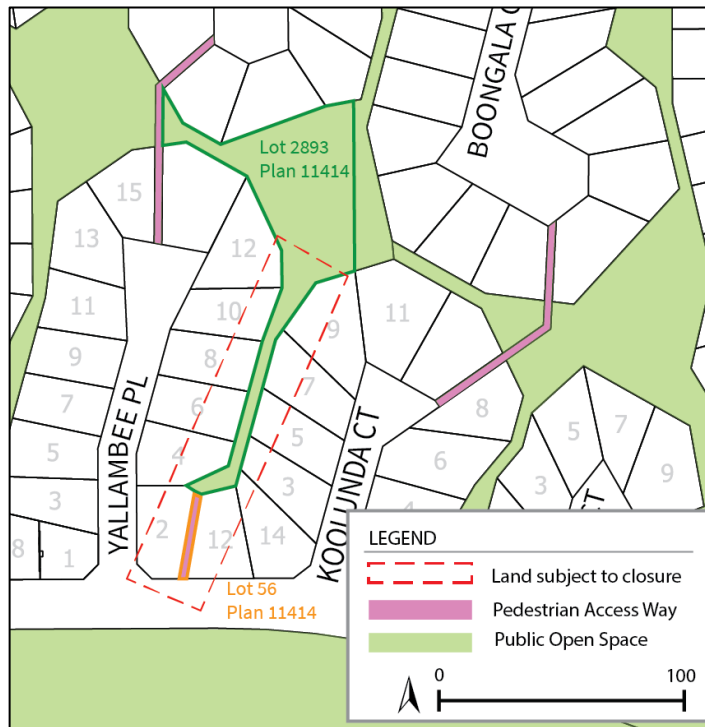 BOONGALA C
Lot 2893
Plan 11414
15
13
12
11
10
9
11
9
8
7
7
6
8
5
5
4
6
3
3
4
8
1
2
12
14
YALLAMBEE PL
KOOLUNDA CT
5
7
3
9
CT
Lot 56
Plan 11414
LEGEND
Land subject to closure
Pedestrian Access Way
Public Open Space
0 100